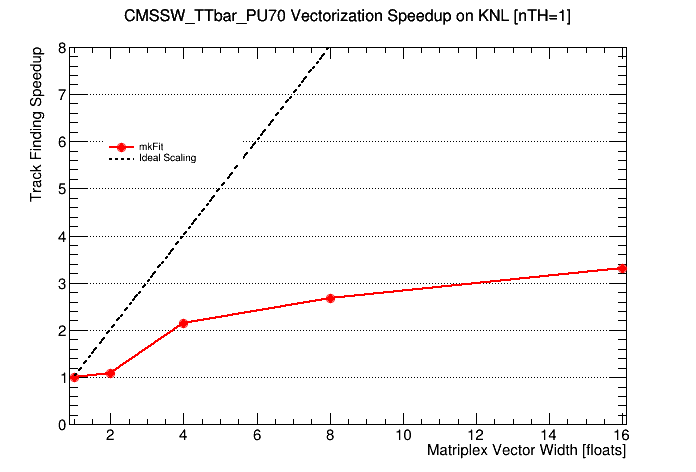 CMSSW_TTbar_PU70 Vectorization Speedup on KNL [nTH=1]
Track Finding Speedup
8
7
6
5
4
3
2
1
0
mkFit
Ideal Scaling
2 4 6 8 10 12 14 16
Matriplex Vector Width [floats]